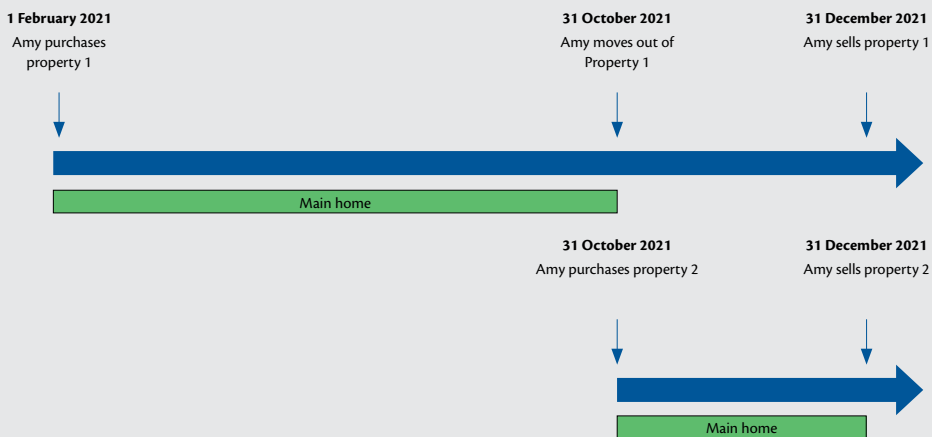 1 February 2021
Amy purchases
property 1
31 October 2021
Amy moves out of
Property 1
31 December 2021
Amy sells property 1
Main home
31 October 2021
Amy purchases property 2
31 December 2021
Amy sells property 2
Main home